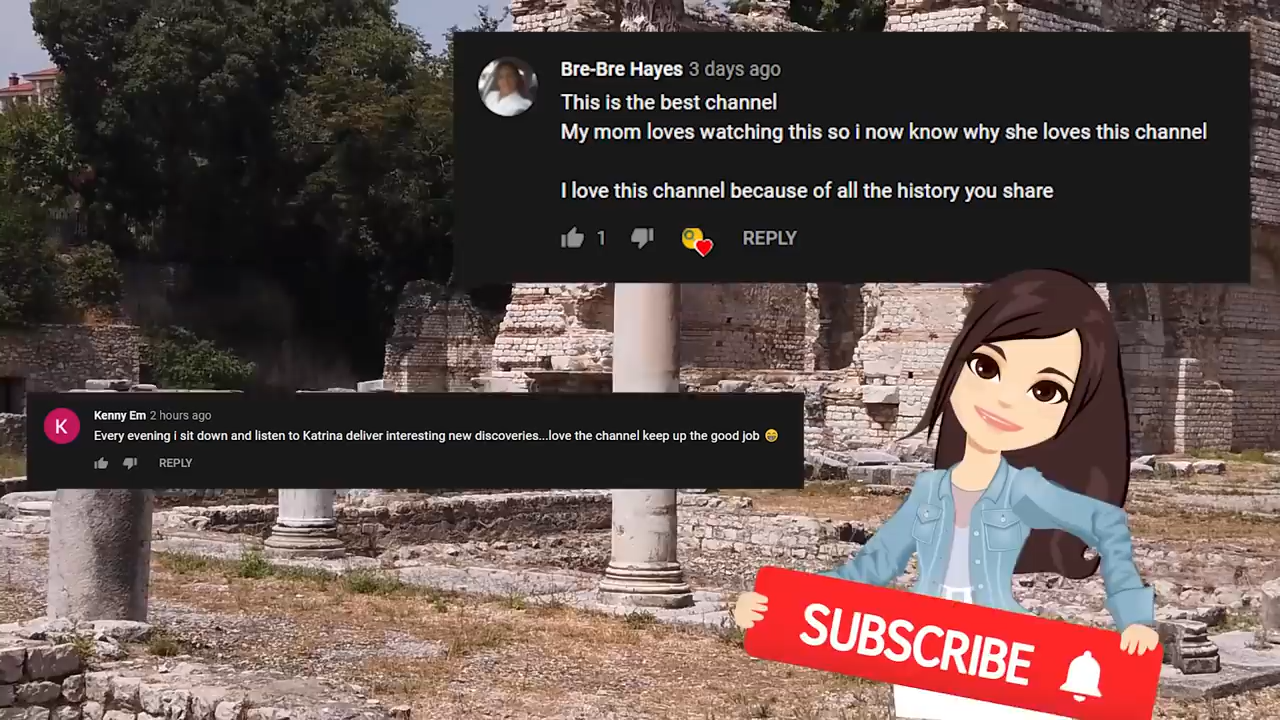 Bre-Bre Hayes 3 days ago
This is the best channel
My mom loves watching this so i now know why she loves this channel
I love this channel because of all the history you share
1 REPLY
Kenny Em 2 hours ago
Every evening i sit down and listen to Katrina deliver interesting new discoveries...love the channel keep up the good job 😄
REPLY
K
SUBSCRIBE